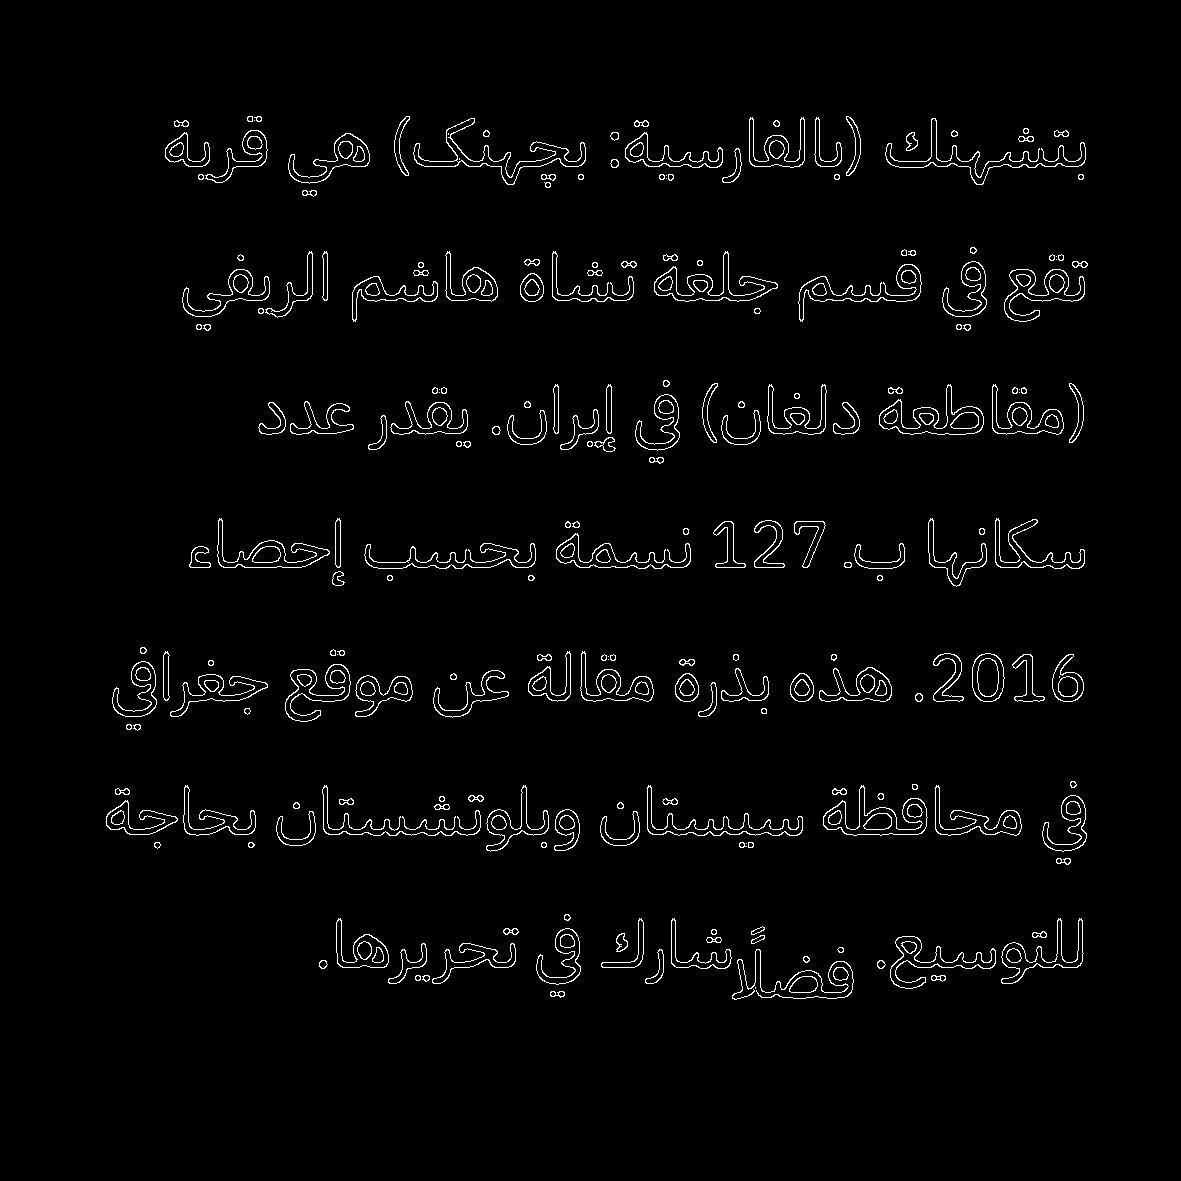 بتشهنك (بالفارسية: بچهنک) هي قرية
تقع في قسم جلغة تشاة هاشم الريفي
(مقاطعة دلغان) في إيران. يقدر عدد
سكانها ب. 127 نسمة بحسب إحصاء
2016. هذه بذرة مقالة عن موقع جغرافي
في محافظة سيستان وبلوتشستان بحاجة
للتوسيع. فضلًا شارك في تحريرها.